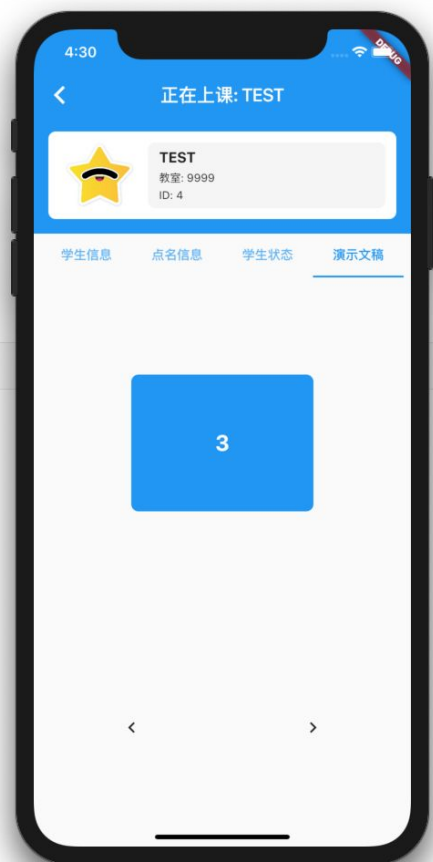 4:30
DEBUG
正在上课: TEST
TEST
教室: 9999
ID: 4
学生信息
点名信息
学生状态
演示文稿
3